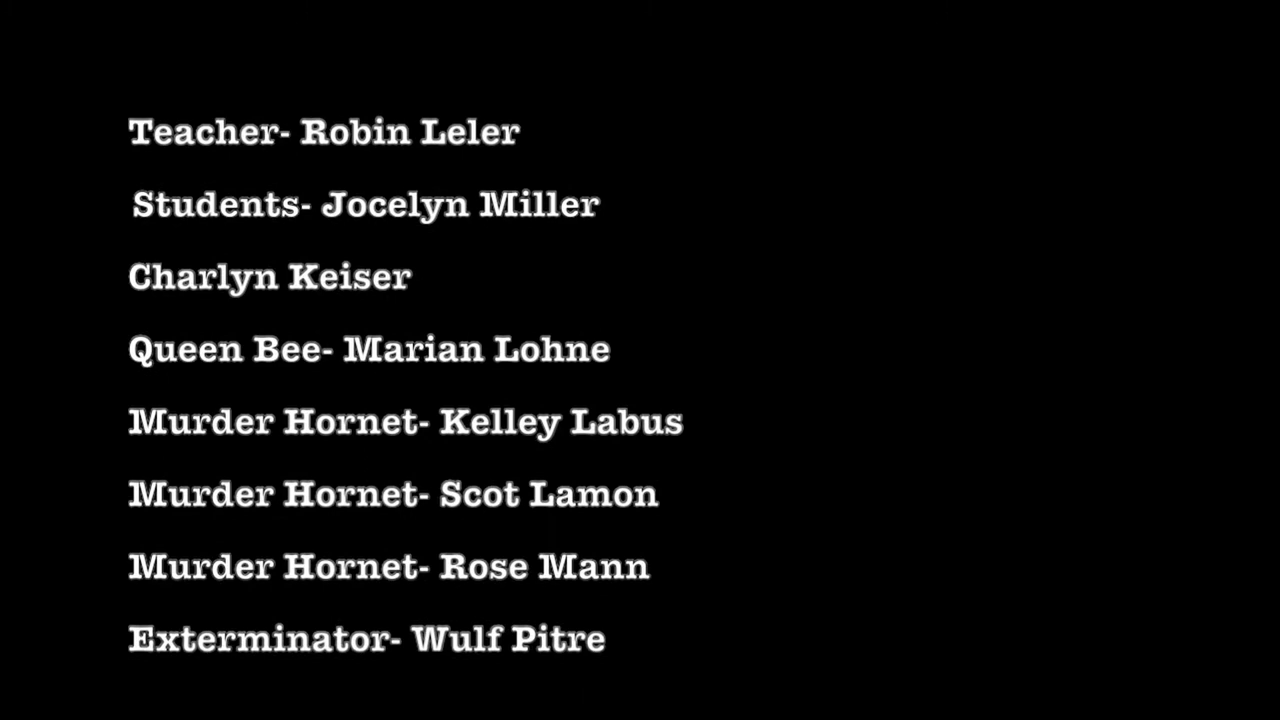 Teacher- Robin Leler
Students- Jocelyn Miller
Charlyn Keiser
Queen Bee- Marian Lohne
Murder Hornet- Kelley Labus
Murder Hornet- Scot Lamon
Murder Hornet- Rose Mann
Exterminator- Wulf Pitre